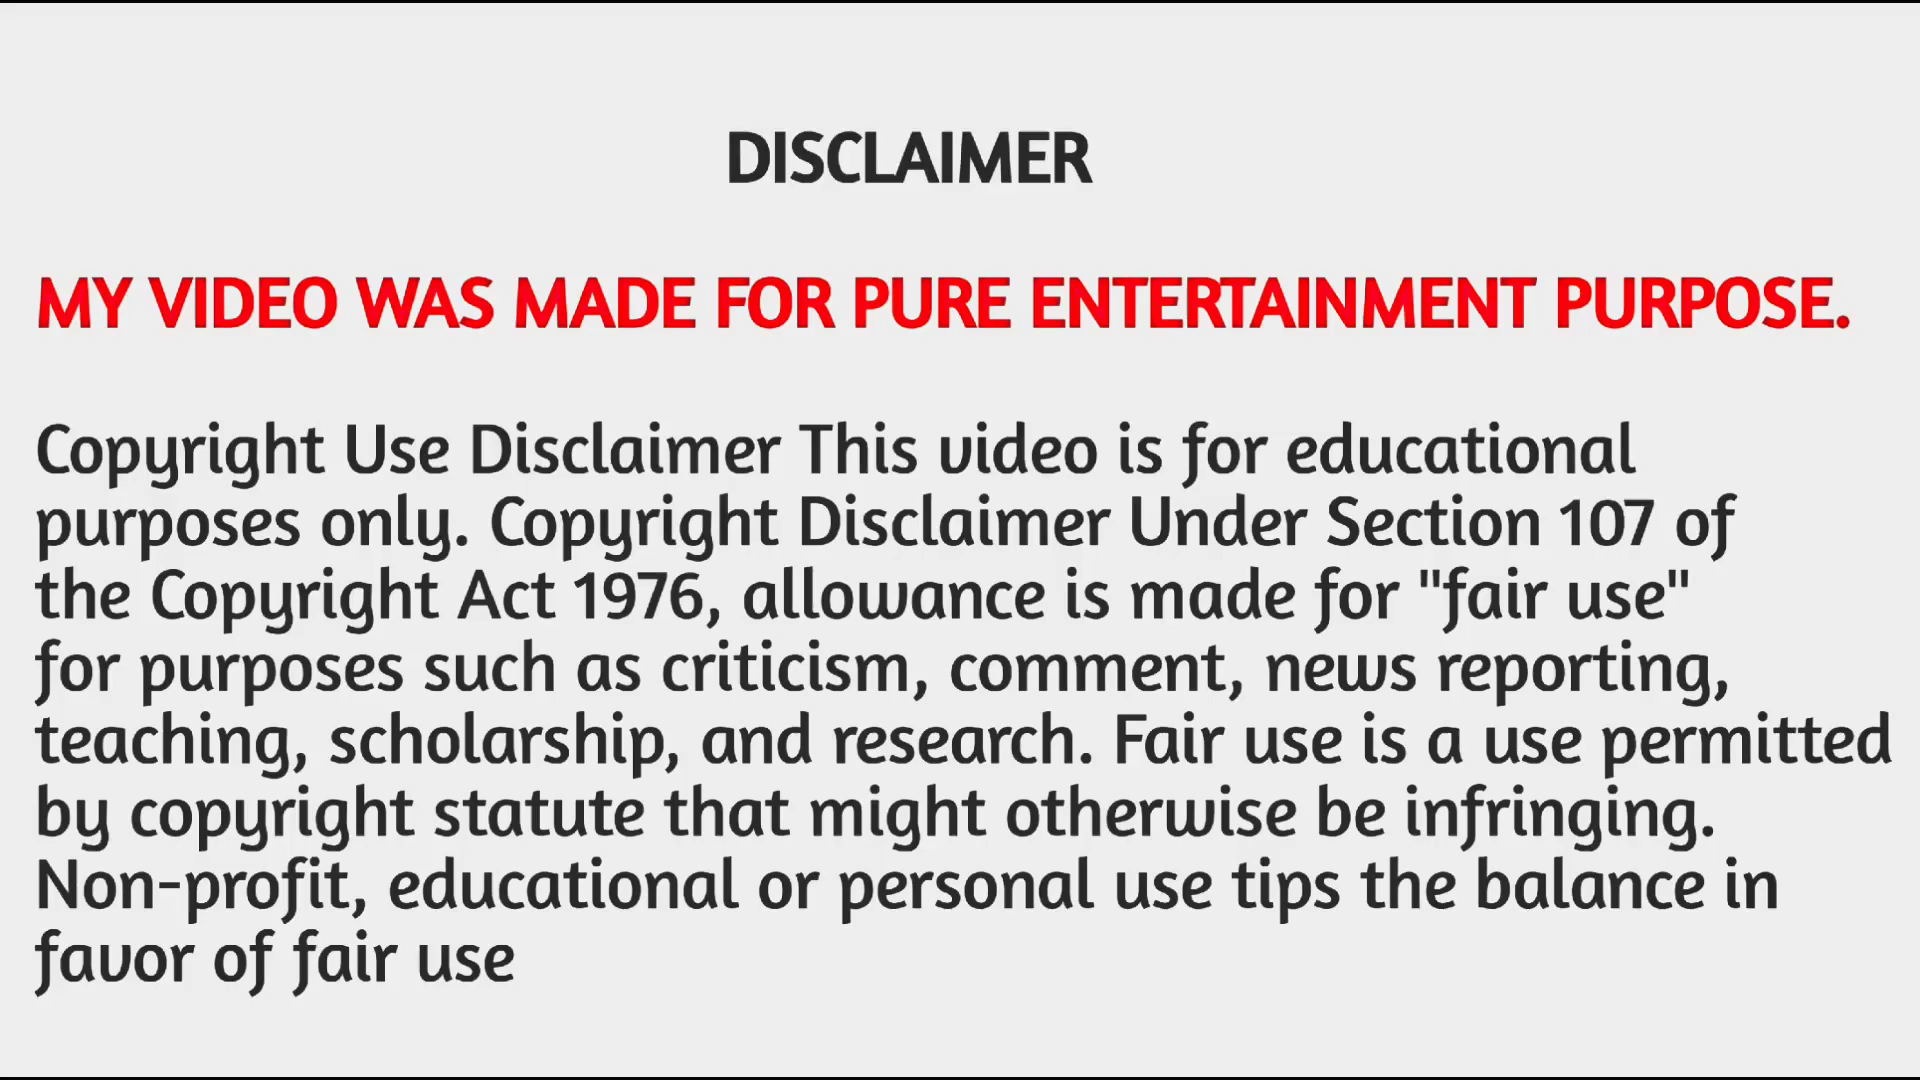 DISCLAIMER
MY VIDEO WAS MADE FOR PURE ENTERTAINMENT PURPOSE.
Copyright Use Disclaimer This video is for educational
purposes only. Copyright Disclaimer Under Section 107 of
the Copyright Act 1976, allowance is made for "fair use"
for purposes such as criticism, comment, news reporting,
teaching, scholarship, and research. Fair use is a use permitted
by copyright statute that might otherwise be infringing.
Non-profit, educational or personal use tips the balance in
favor of fair use